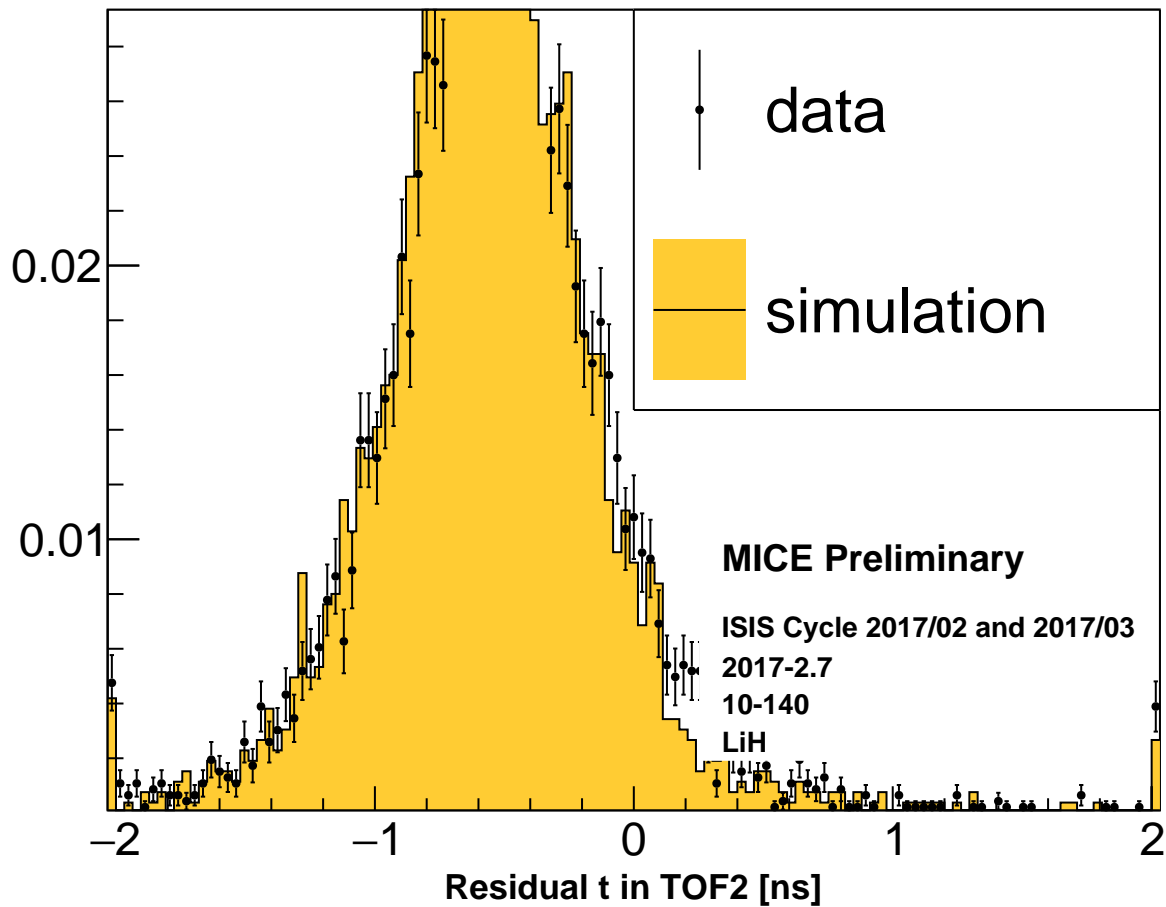 data
simulation
0.02
0.01
MICE Preliminary
ISIS Cycle 2017/02 and 2017/03
2017-2.7
10-140
LiH
−2 −1 0 1 2
Residual t in TOF2 [ns]